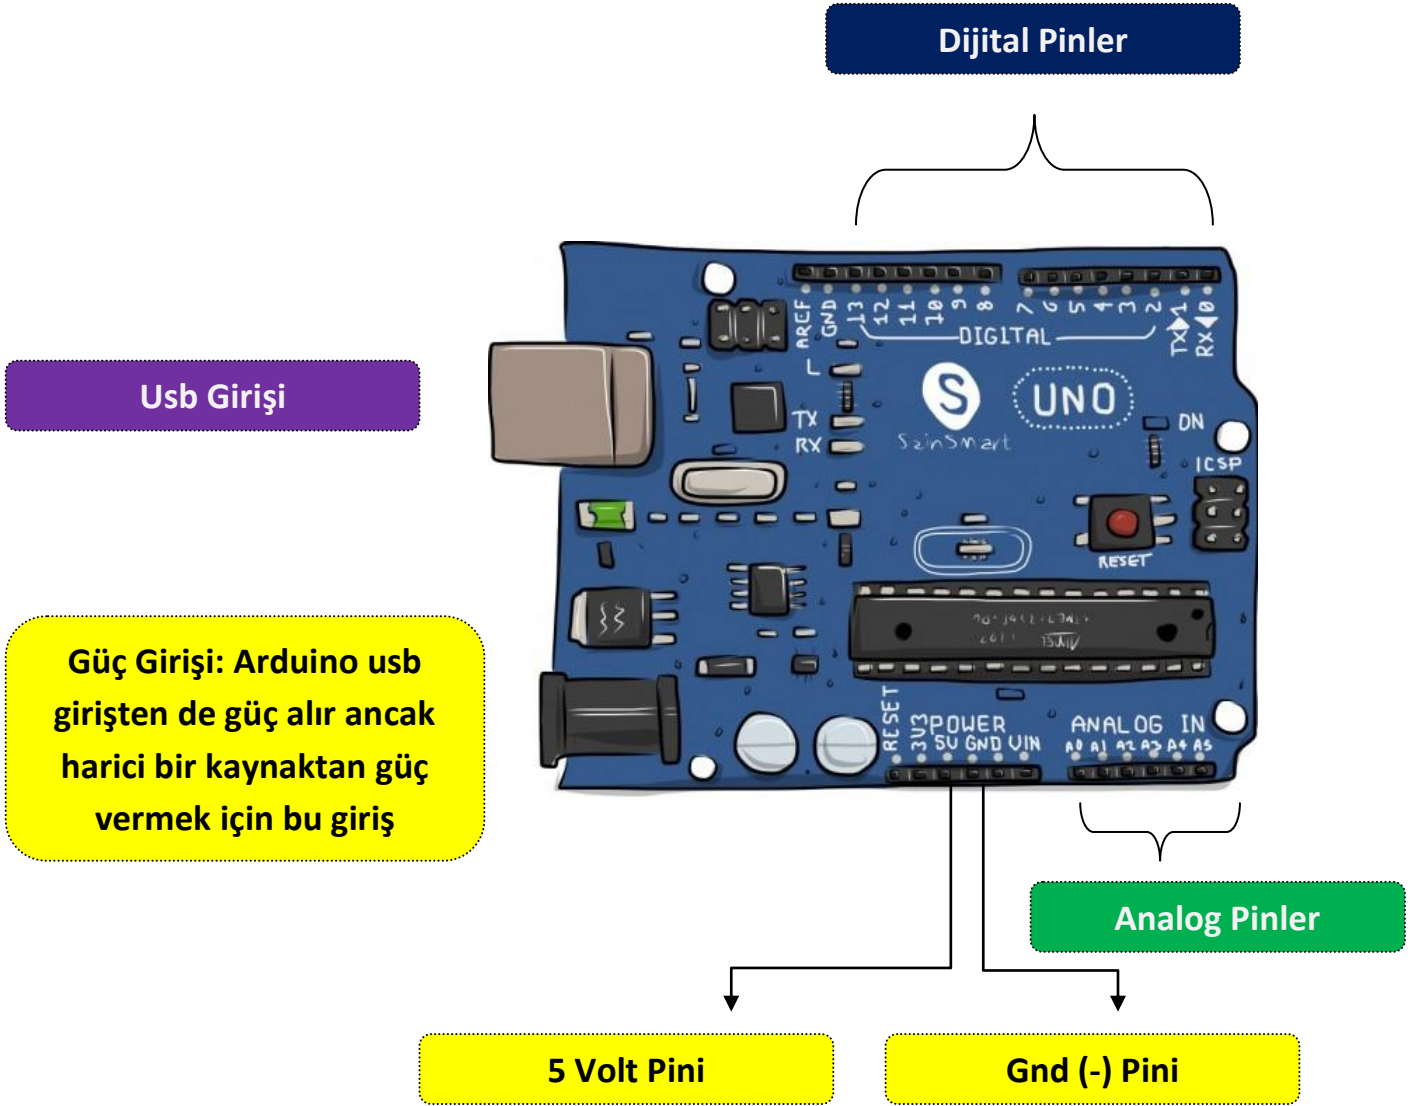 Dijital Pinler
AREF
GND
13
12
11
10
9
8
7
6
5
4
3
2
TX▶1
RX◀0
DIGITAL
L
TX
RX
S
SainSmart
UNO
ON
ICSP
RESET
Usb Girişi
Güç Girişi: Arduino usb
girişten de güç alır ancak
harici bir kaynaktan güç
vermek için bu giriş
ATMEL
RESET
3V3
POWER
5V GND VIN
ANALOG IN
A0 A1 A2 A3 A4 A5
Analog Pinler
5 Volt Pini
Gnd (-) Pini